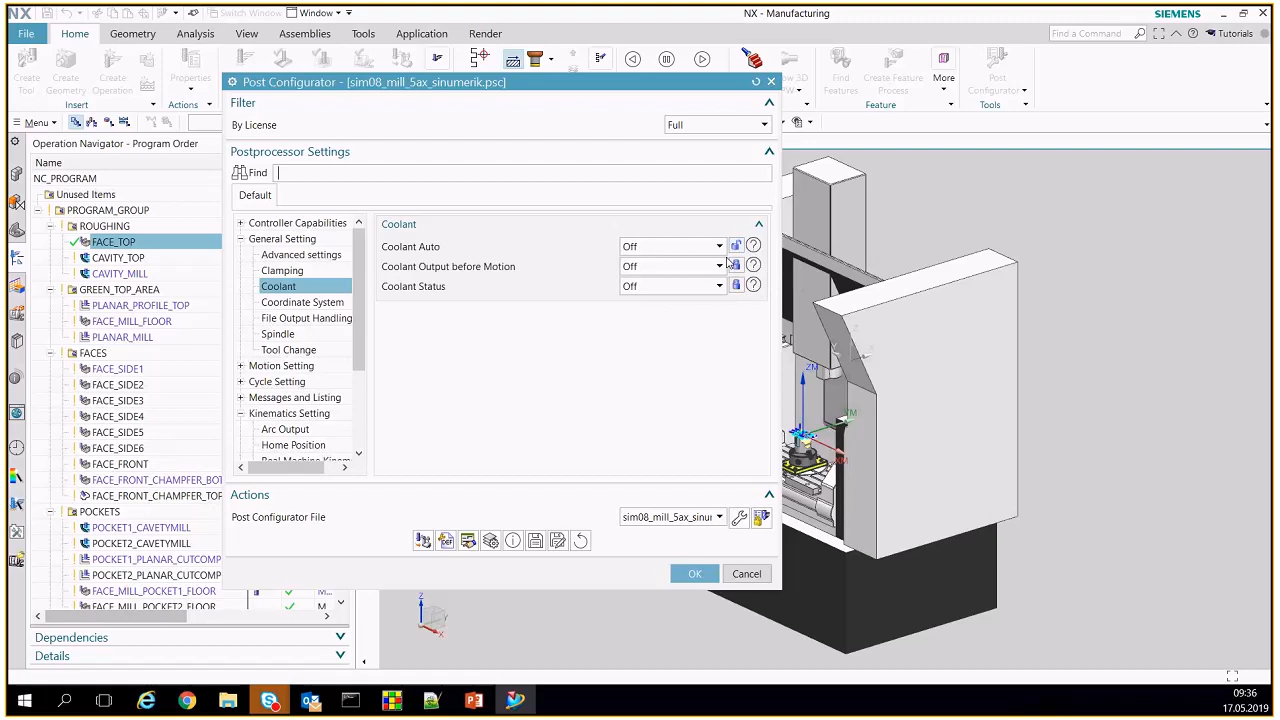 NX
Switch Window
Window
NX - Manufacturing
SIEMENS
File
Home
Geometry
Analysis
View
Assemblies
Tools
Application
Render
Find a Command
Tutorials
Create
Tool
Create
Geometry
Create
Operation
Properties
Insert
Actions
Show 3D
IPW
Find
Features
Create Feature
Process
More
Feature
Post
Configurator
Tools
Menu
Post Configurator - [sim08_mill_5ax_sinumerik.psc]
Filter
By License
Full
Postprocessor Settings
Find
Default
Controller Capabilities
General Setting
Advanced settings
Clamping
Coolant
Coordinate System
File Output Handling
Spindle
Tool Change
Motion Setting
Cycle Setting
Messages and Listing
Kinematics Setting
Arc Output
Home Position
Coolant
Coolant Auto
Off
Coolant Output before Motion
Off
Coolant Status
Off
Actions
Post Configurator File
sim08_mill_5ax_sinu
OK
Cancel
Operation Navigator - Program Order
Name
NC_PROGRAM
Unused Items
PROGRAM_GROUP
ROUGHING
FACE_TOP
CAVITY_TOP
CAVITY_MILL
GREEN_TOP_AREA
PLANAR_PROFILE_TOP
FACE_MILL_FLOOR
PLANAR_MILL
FACES
FACE_SIDE1
FACE_SIDE2
FACE_SIDE3
FACE_SIDE4
FACE_SIDE5
FACE_SIDE6
FACE_FRONT
FACE_FRONT_CHAMPFER_BOT
FACE_FRONT_CHAMPFER_TOP
POCKETS
POCKET1_CAVETYMILL
POCKET2_CAVETYMILL
POCKET1_PLANAR_CUTCOMP
POCKET2_PLANAR_CUTCOMP
FACE_MILL_POCKET1_FLOOR
FACE_MILL_POCKET2_FLOOR
M
M
Dependencies
Details
ZM
YM
XM
Z
Y
X
09:36
17.05.2019